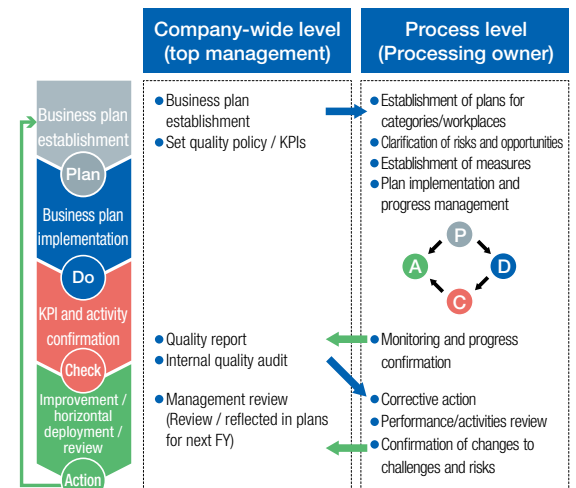 Company-wide level
(top management)
Process level
(Processing owner)
Business plan
establishment
Plan
Business plan
implementation
Do
KPI and activity
confirmation
Check
Improvement /
horizontal
deployment /
review
Action
● Business plan
establishment
● Set quality policy / KPIs
● Quality report
● Internal quality audit
● Management review
(Review / reflected in plans
for next FY)
● Establishment of plans for
categories/workplaces
● Clarification of risks and opportunities
● Establishment of measures
● Plan implementation and
progress management
P
A
D
C
● Monitoring and progress
confirmation
● Corrective action
● Performance/activities review
● Confirmation of changes to
challenges and risks